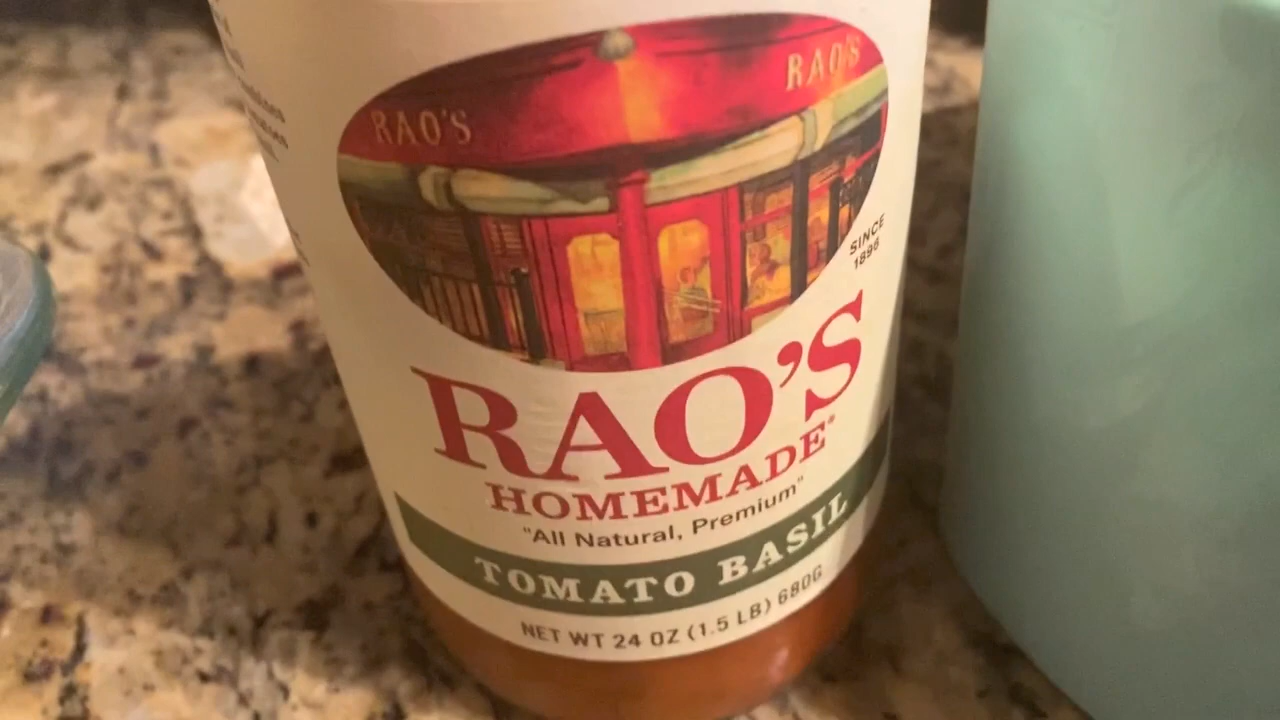 RAO'S
RAO'S
SINCE
1896
RAO'S
HOMEMADE®
"All Natural, Premium"
TOMATO BASIL
NET WT 24 OZ (1.5 LB) 680G